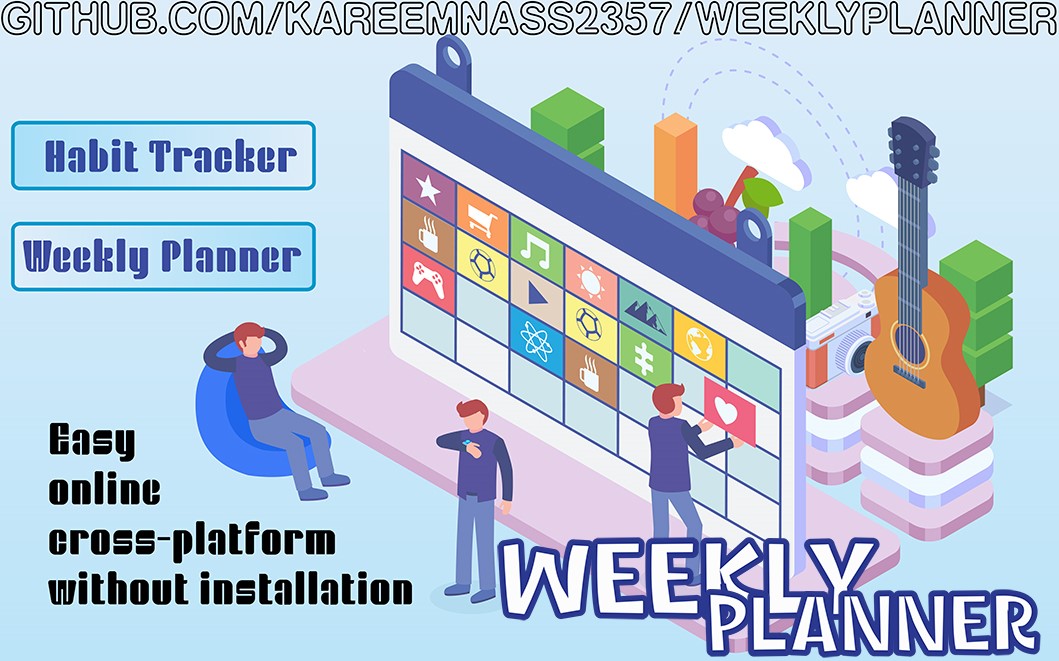 GITHUB.COM/KAREEMNASS2357/WEEKLYPLANNER
Habit Tracker
Weekly Planner
Easy
online
cross-platform
without installation
WEEKLY
PLANNER